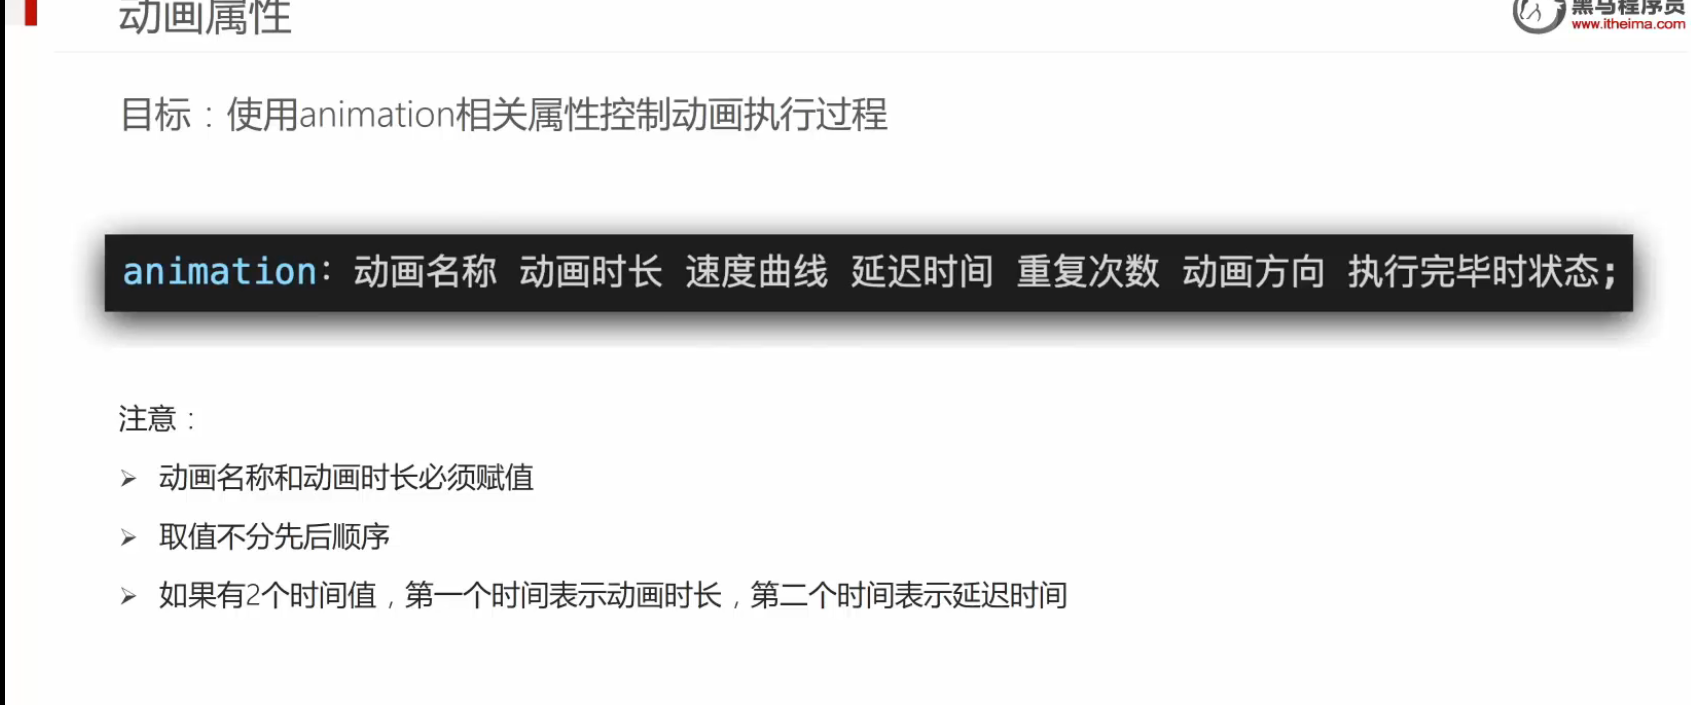 动画属性
黑马程序员
www.itheima.com
目标：使用animation相关属性控制动画执行过程
animation: 动画名称 动画时长 速度曲线 延迟时间 重复次数 动画方向 执行完毕时状态;
注意：
➢ 动画名称和动画时长必须赋值
➢ 取值不分先后顺序
➢ 如果有2个时间值，第一个时间表示动画时长，第二个时间表示延迟时间